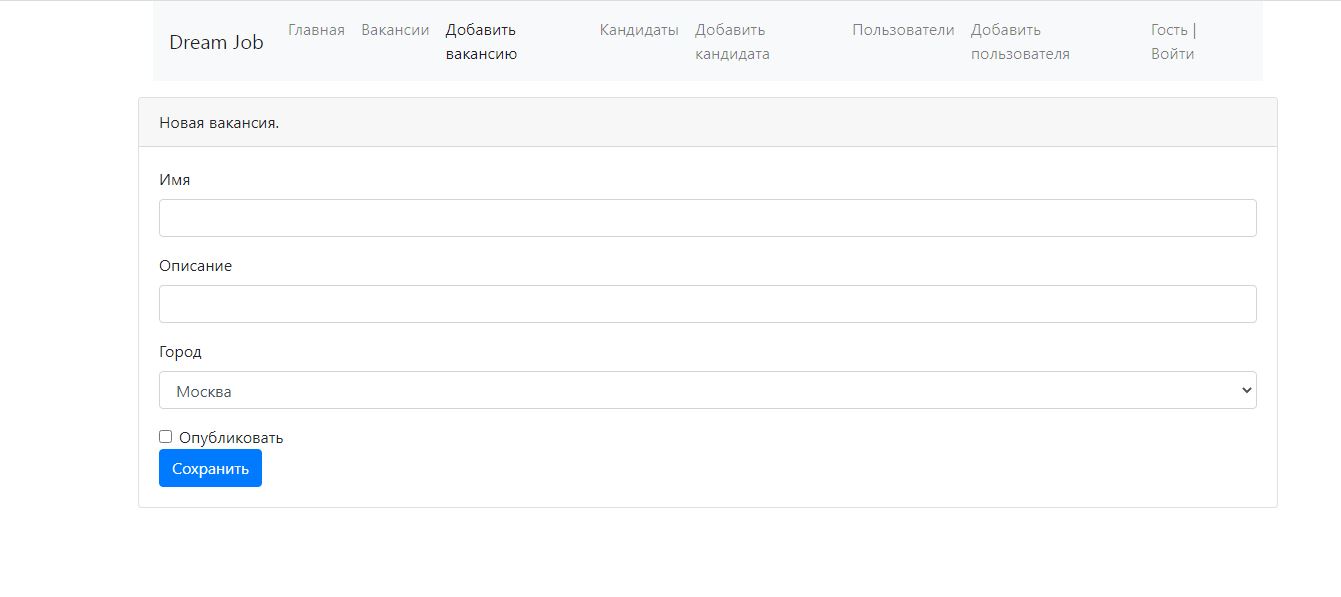 Dream Job
Главная
Вакансии
Добавить
вакансию
Кандидаты
Добавить
кандидата
Пользователи
Добавить
пользователя
Гость |
Войти
Новая вакансия.
Имя
Описание
Город
Москва
Опубликовать
Сохранить